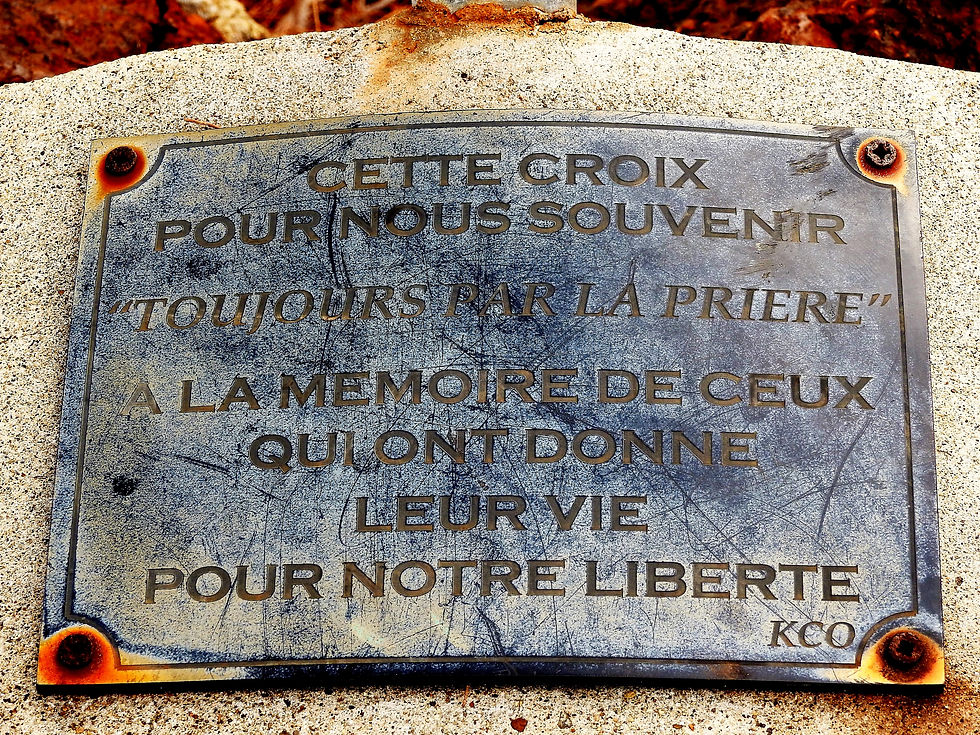 CETTE CROIX
POUR NOUS SOUVENIR
“TOUJOURS PAR LA PRIERE”
A LA MEMOIRE DE CEUX
QUI ONT DONNE
LEUR VIE
POUR NOTRE LIBERTE
KCO